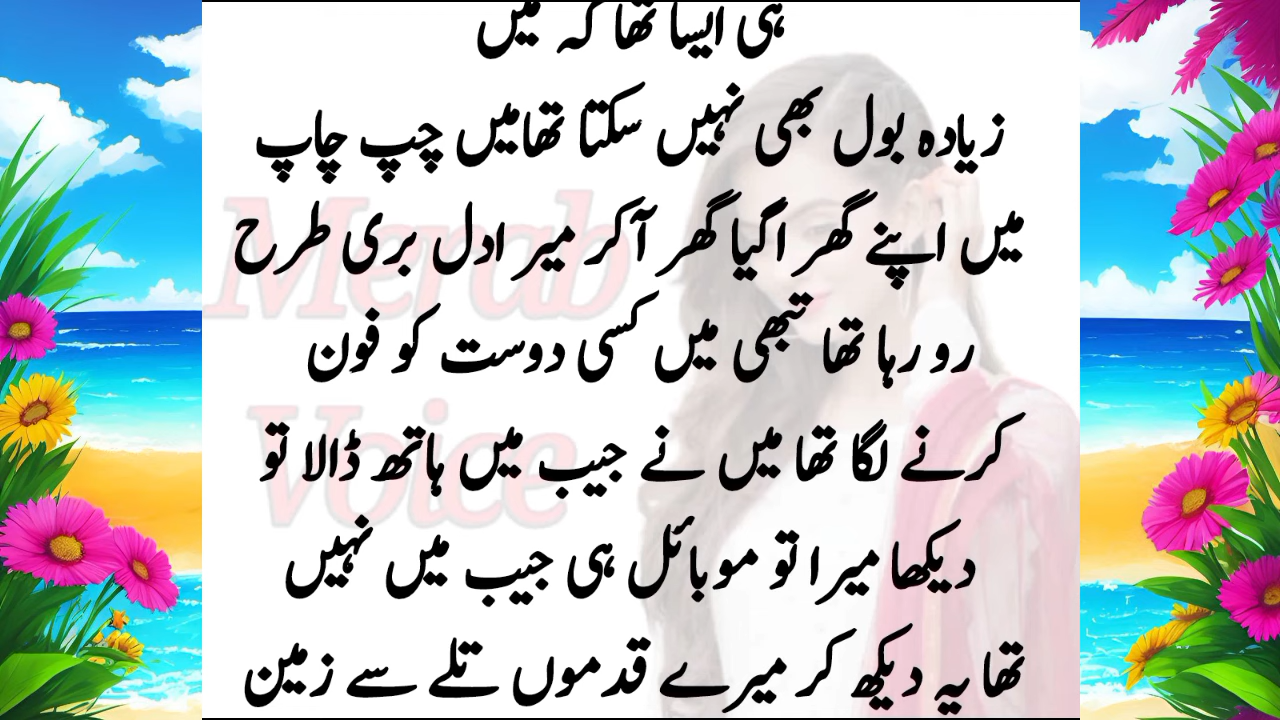 ہی ایسا تھا کہ میں
زیادہ بول بھی نہیں سکتا تھامیں چپ چاپ
میں اپنے گھر اگیا گھر آکر میر ادل بری طرح
رو رہا تھا تبھی میں کسی دوست کو فون
کرنے لگا تھا میں نے جیب میں ہاتھ ڈالا تو
دیکھا میرا تو موبائل ہی جیب میں نہیں
تھا یہ دیکھ کر میرے قدموں تلے سے زمین
Merab
Voice